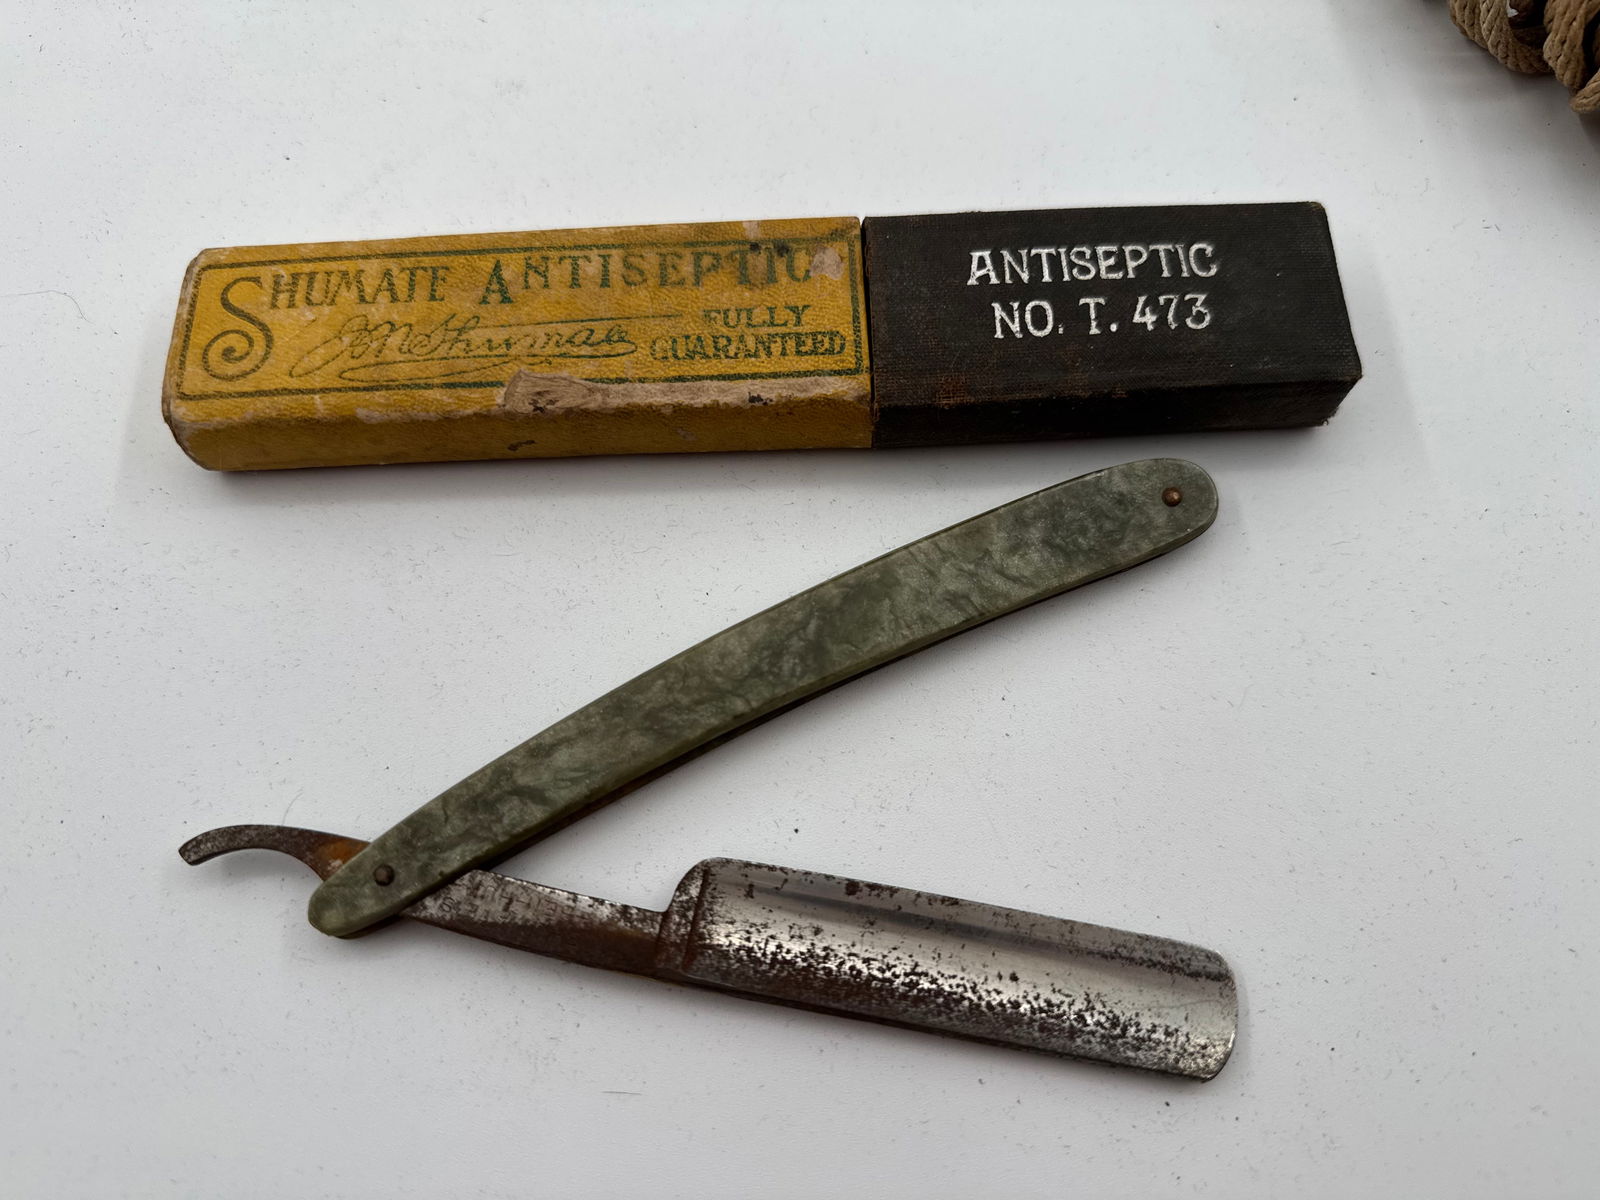 SHUMATE ANTISEPTIC
FULLY
GUARANTEED
ANTISEPTIC
NO. T. 473